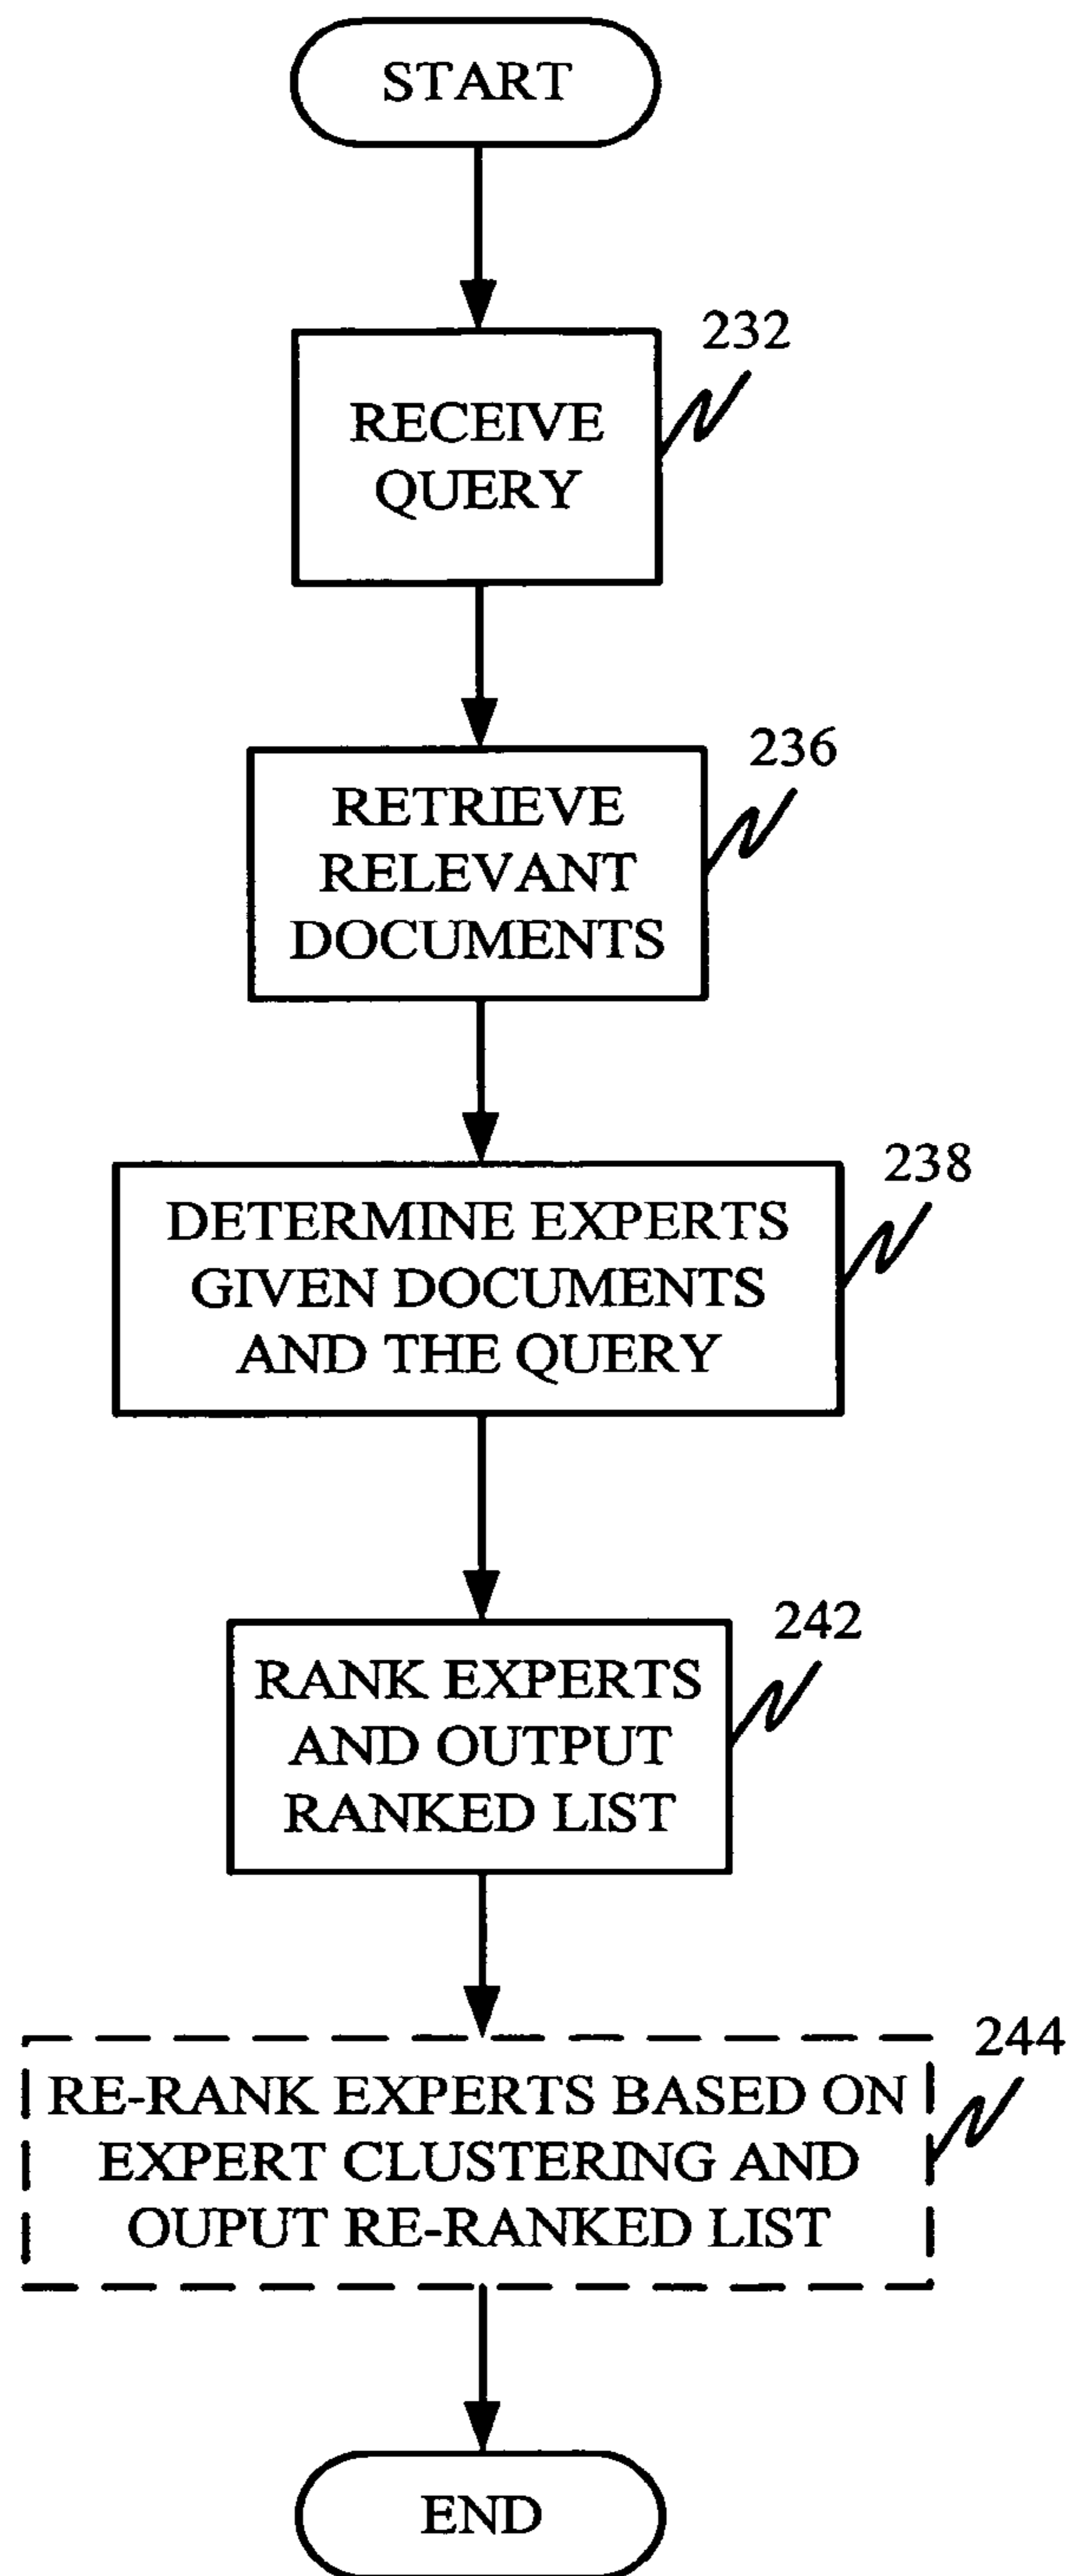 START
232
RECEIVE
QUERY
236
RETRIEVE
RELEVANT
DOCUMENTS
238
DETERMINE EXPERTS
GIVEN DOCUMENTS
AND THE QUERY
242
RANK EXPERTS
AND OUTPUT
RANKED LIST
244
RE-RANK EXPERTS BASED ON
EXPERT CLUSTERING AND
OUPUT RE-RANKED LIST
END